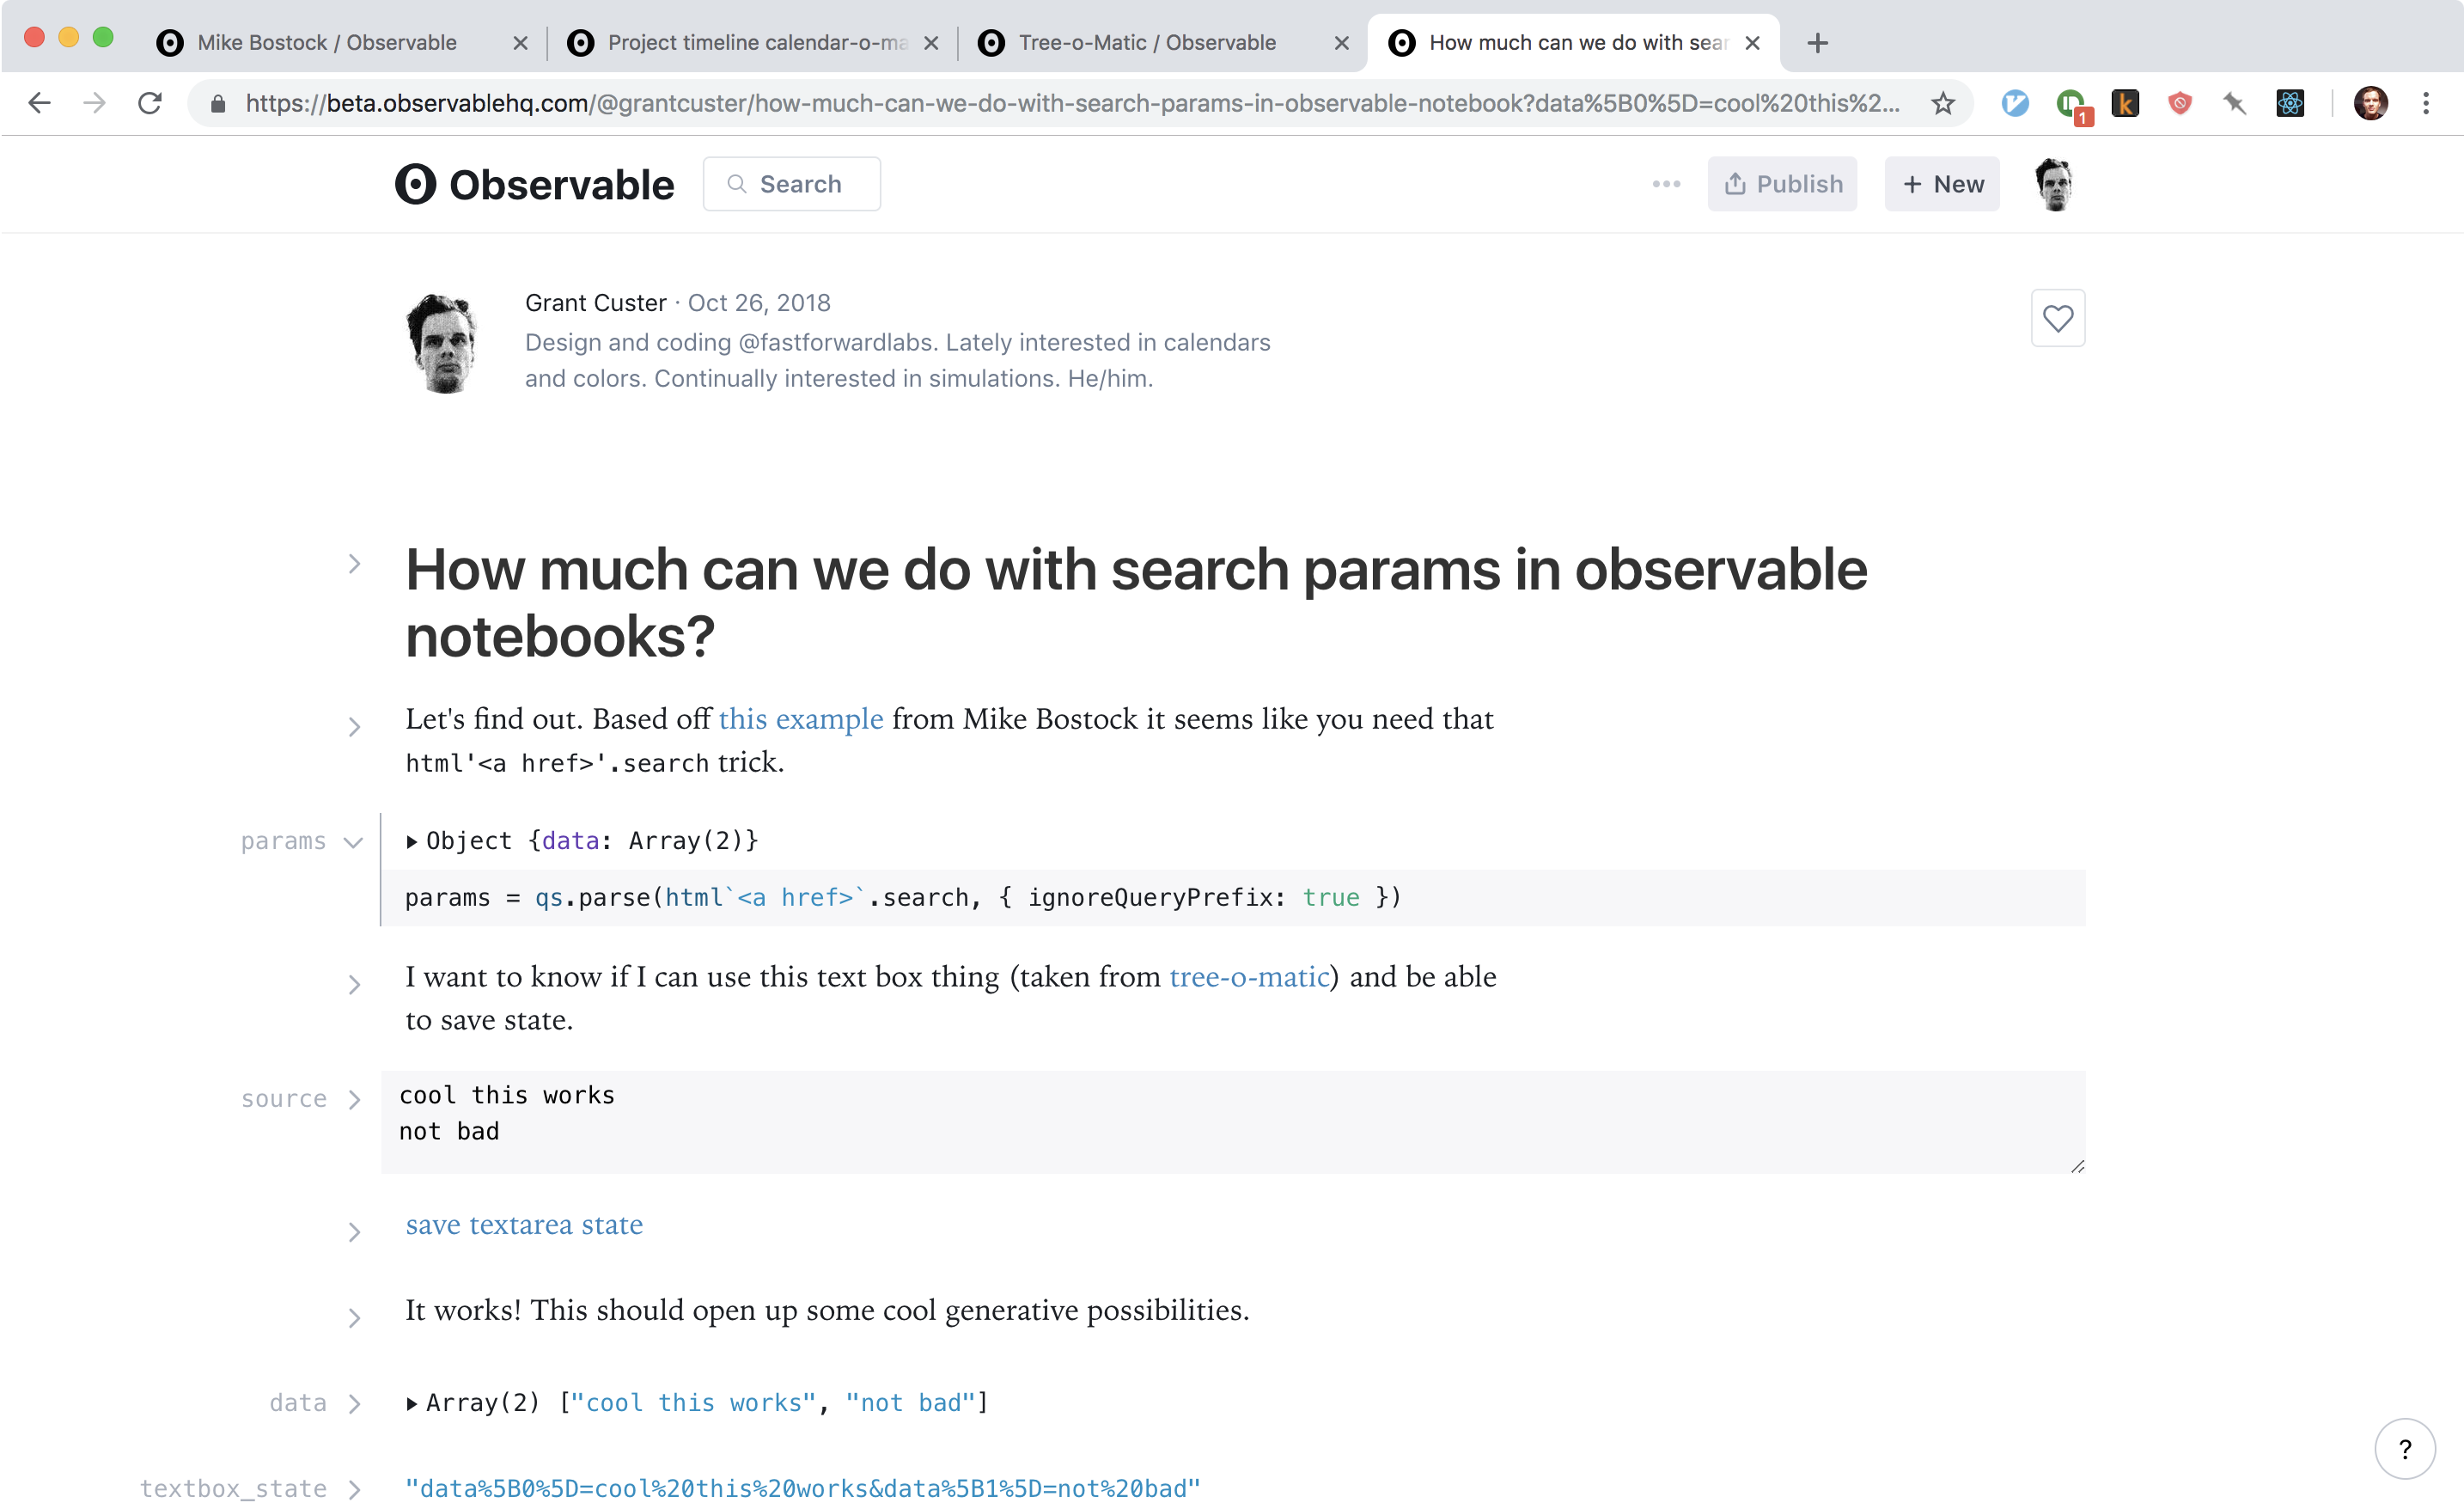 Mike Bostock / Observable
Project timeline calendar-o-ma
Tree-o-Matic / Observable
How much can we do with sear
https://beta.observablehq.com/@grantcuster/how-much-can-we-do-with-search-params-in-observable-notebook?data%5B0%5D=cool%20this%2...
1
k
Observable
Search
Publish
+ New
Grant Custer · Oct 26, 2018
Design and coding @fastforwardlabs. Lately interested in calendars
and colors. Continually interested in simulations. He/him.
How much can we do with search params in observable
notebooks?
Let's find out. Based off this example from Mike Bostock it seems like you need that
html'<a href>'.search trick.
params
Object {data: Array(2)}
params = qs.parse(html`<a href>`.search, { ignoreQueryPrefix: true })
I want to know if I can use this text box thing (taken from tree-o-matic) and be able
to save state.
source
cool this works
not bad
save textarea state
It works! This should open up some cool generative possibilities.
data
Array(2) ["cool this works", "not bad"]
?
textbox_state
"data%5B0%5D=cool%20this%20works&data%5B1%5D=not%20bad"